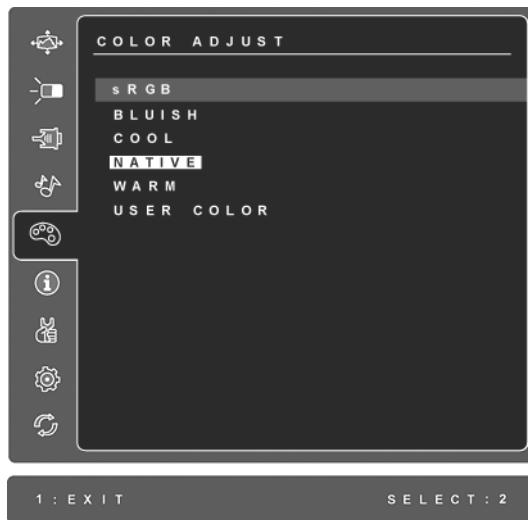 COLOR ADJUST
sRGB
BLUISH
COOL
NATIVE
WARM
USER COLOR
1:EXIT SELECT:2